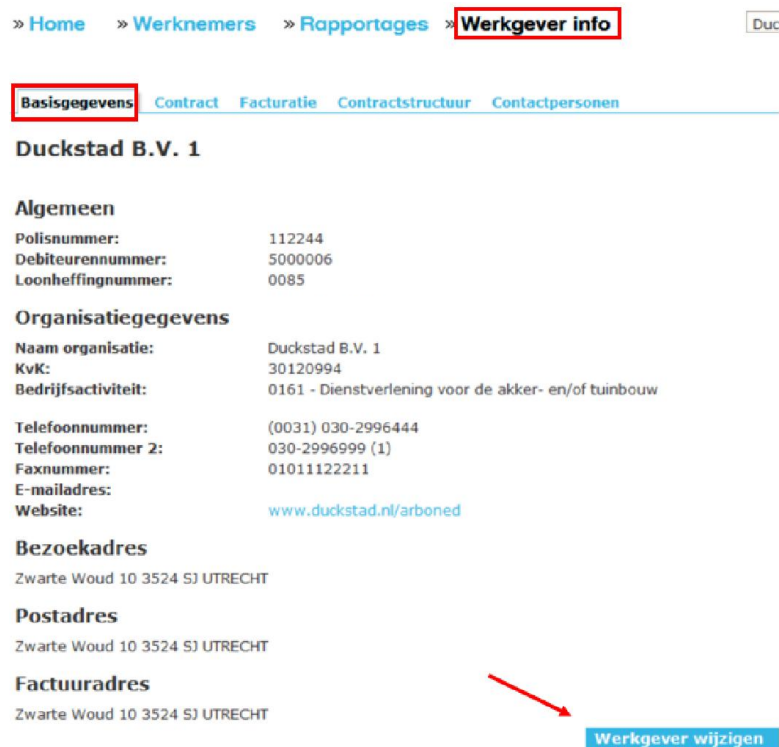 » Home » Werknemers » Rapportages » Werkgever info Duc
Basisgegevens Contract Facturatie Contractstructuur Contactpersonen
Duckstad B.V. 1
Algemeen
Polisnummer: 112244
Debiteurennummer: 5000006
Loonheffingnummer: 0085
Organisatiegegevens
Naam organisatie: Duckstad B.V. 1
KvK: 30120994
Bedrijfsactiviteit: 0161 - Dienstverlening voor de akker- en/of tuinbouw
Telefoonnummer: (0031) 030-2996444
Telefoonnummer 2: 030-2996999 (1)
Faxnummer: 01011122211
E-mailadres:
Website: www.duckstad.nl/arboned
Bezoekadres
Zwarte Woud 10 3524 SJ UTRECHT
Postadres
Zwarte Woud 10 3524 SJ UTRECHT
Factuuradres
Zwarte Woud 10 3524 SJ UTRECHT
Werkgever wijzigen